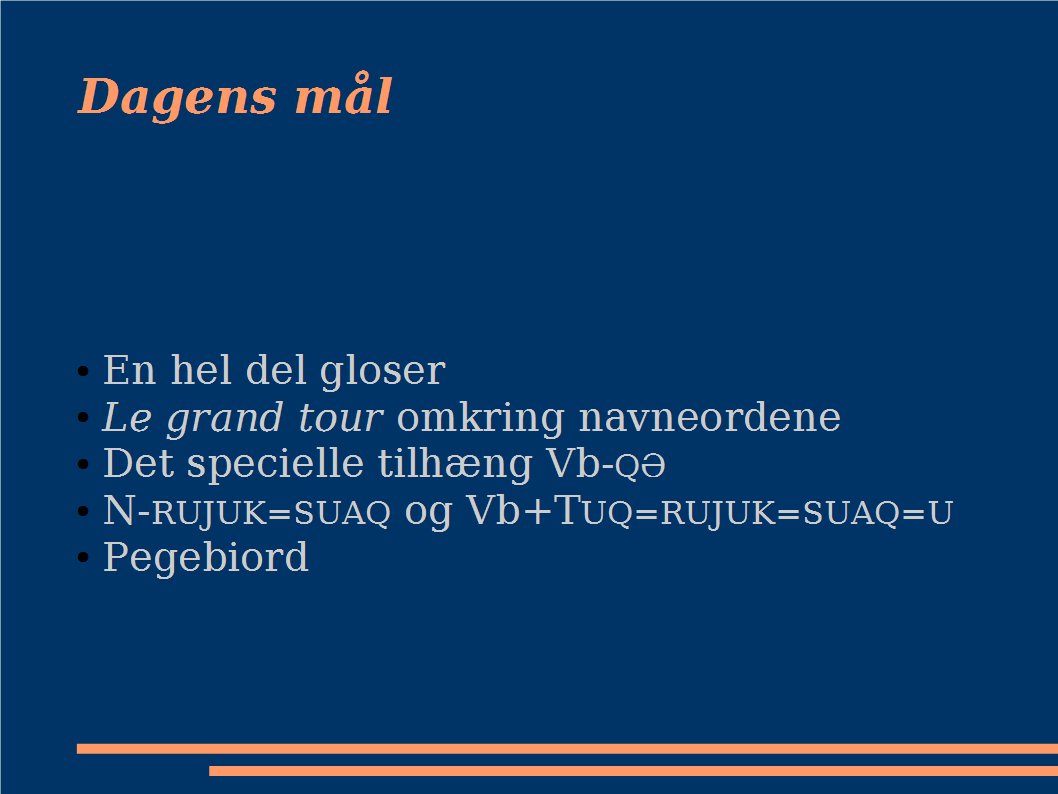 Dagens mål
• En hel del gloser
• Le grand tour omkring navneordene
• Det specielle tilhæng Vb-QƏ
• N-RUJUK=SUAQ og Vb+TUQ=RUJUK=SUAQ=U
• Pegebiord